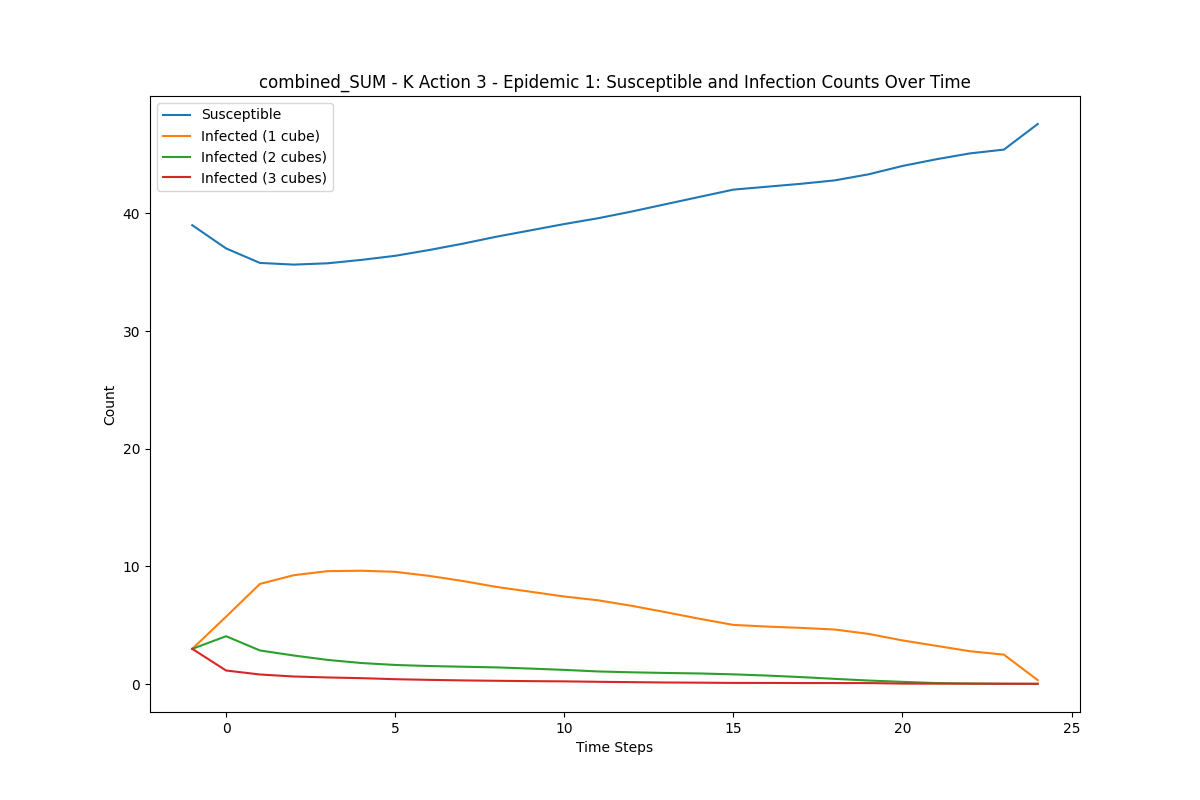 combined_SUM - K Action 3 - Epidemic 1: Susceptible and Infection Counts Over Time
Susceptible
Infected (1 cube)
Infected (2 cubes)
Infected (3 cubes)
40
30
20
10
0
Count
0 5 10 15 20 25
Time Steps